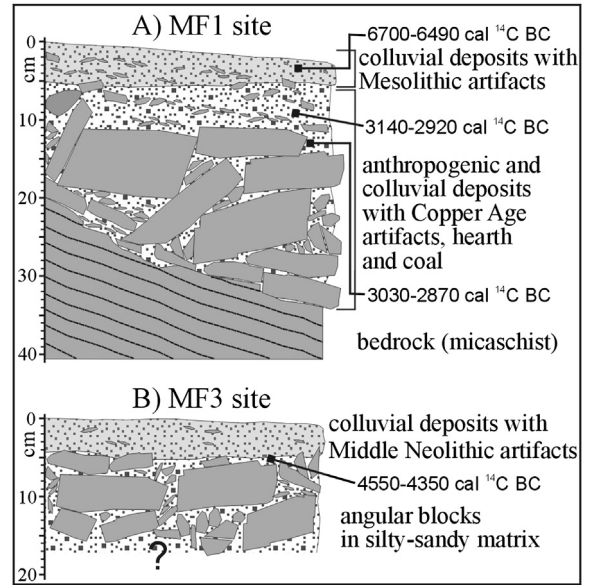 A) MF1 site
0
cm
10
20
30
40
6700-6490 cal ¹⁴C BC
colluvial deposits with
Mesolithic artifacts
3140-2920 cal ¹⁴C BC
anthropogenic and
colluvial deposits
with Copper Age
artifacts, hearth
and coal
3030-2870 cal ¹⁴C BC
bedrock (micaschist)
B) MF3 site
0
cm
10
20
?
colluvial deposits with
Middle Neolithic artifacts
4550-4350 cal ¹⁴C BC
angular blocks
in silty-sandy matrix